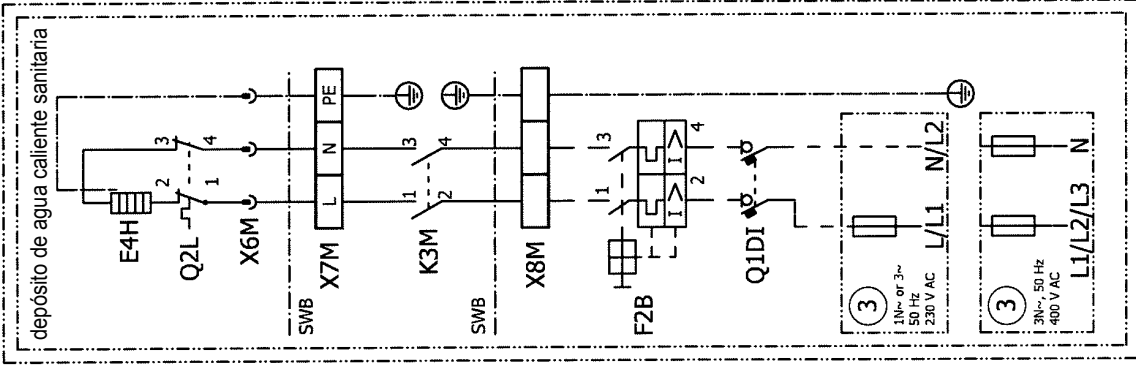 depósito de agua caliente sanitaria
E4H
2
3
Q2L
1
4
X6M
SWB
X7M
L
N
PE
K3M
1
3
2
4
SWB
X8M
F2B
1
3
I >
I >
2
4
Q1DI
3
1N~ or 3~
50 Hz
230 V AC
L/L1
N/L2
3
3N~, 50 Hz
400 V AC
L1/L2/L3
N